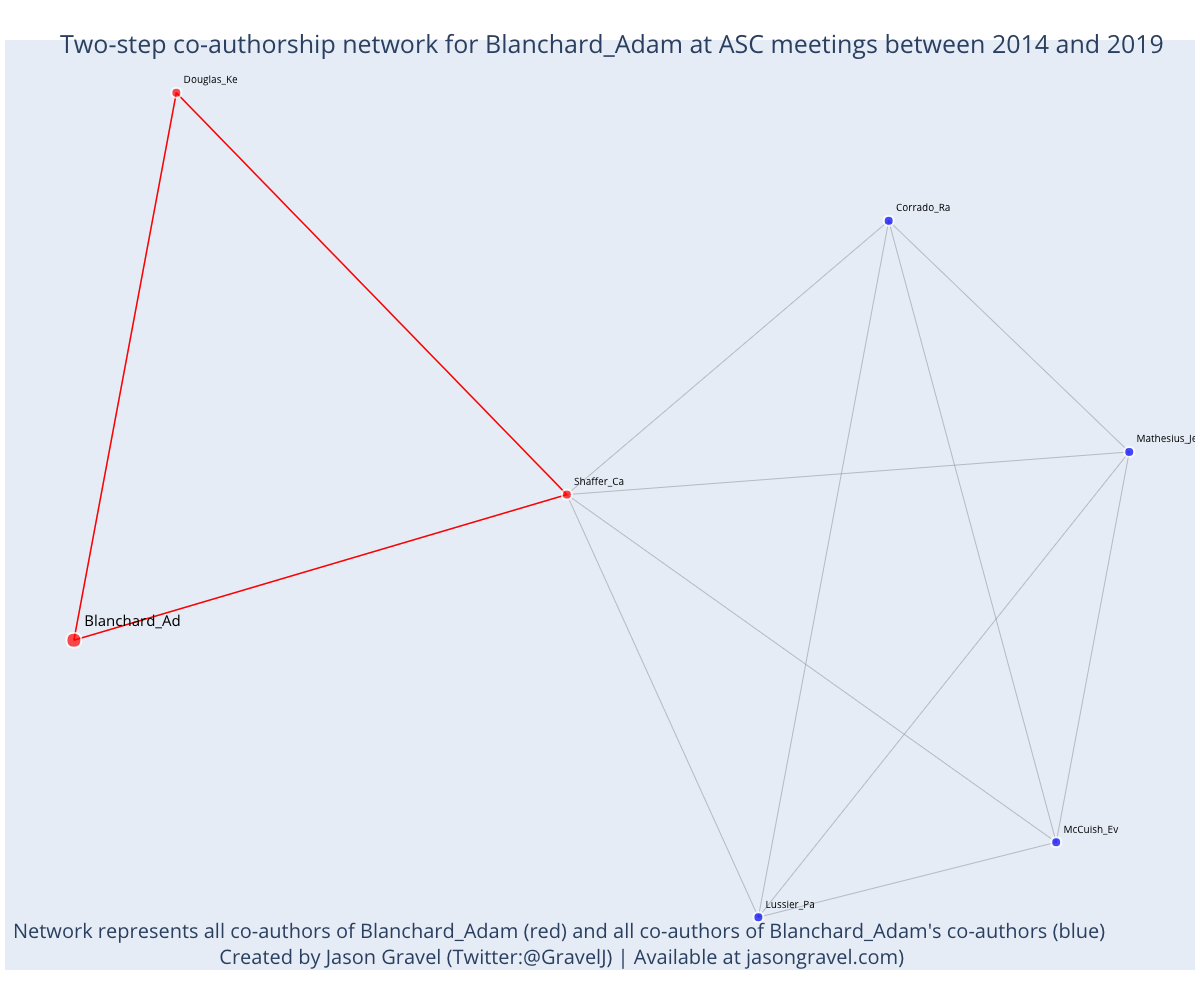 Two-step co-authorship network for Blanchard_Adam at ASC meetings between 2014 and 2019
Douglas_Ke
Corrado_Ra
Mathesius_Je
Shaffer_Ca
Blanchard_Ad
McCuish_Ev
Lussier_Pa
Network represents all co-authors of Blanchard_Adam (red) and all co-authors of Blanchard_Adam's co-authors (blue)
Created by Jason Gravel (Twitter:@GravelJ) | Available at jasongravel.com)